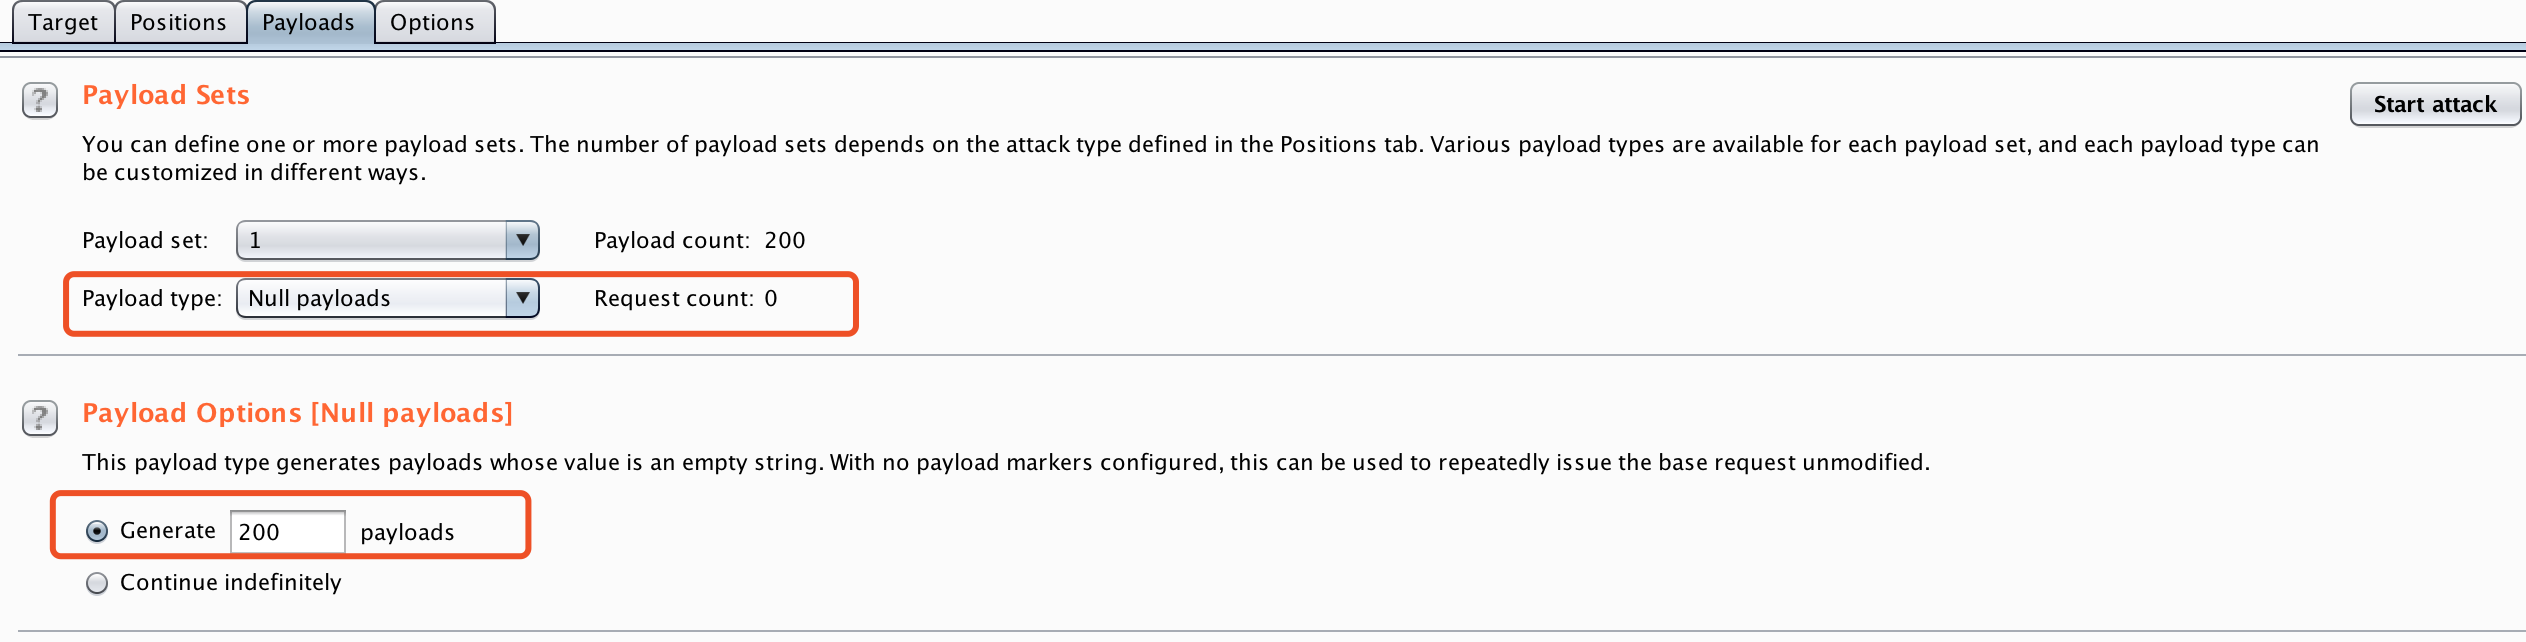 Target Positions Payloads Options
? Payload Sets
Start attack
You can define one or more payload sets. The number of payload sets depends on the attack type defined in the Positions tab. Various payload types are available for each payload set, and each payload type can
be customized in different ways.
Payload set: 1 Payload count: 200
Payload type: Null payloads Request count: 0
? Payload Options [Null payloads]
This payload type generates payloads whose value is an empty string. With no payload markers configured, this can be used to repeatedly issue the base request unmodified.
Generate 200 payloads
Continue indefinitely